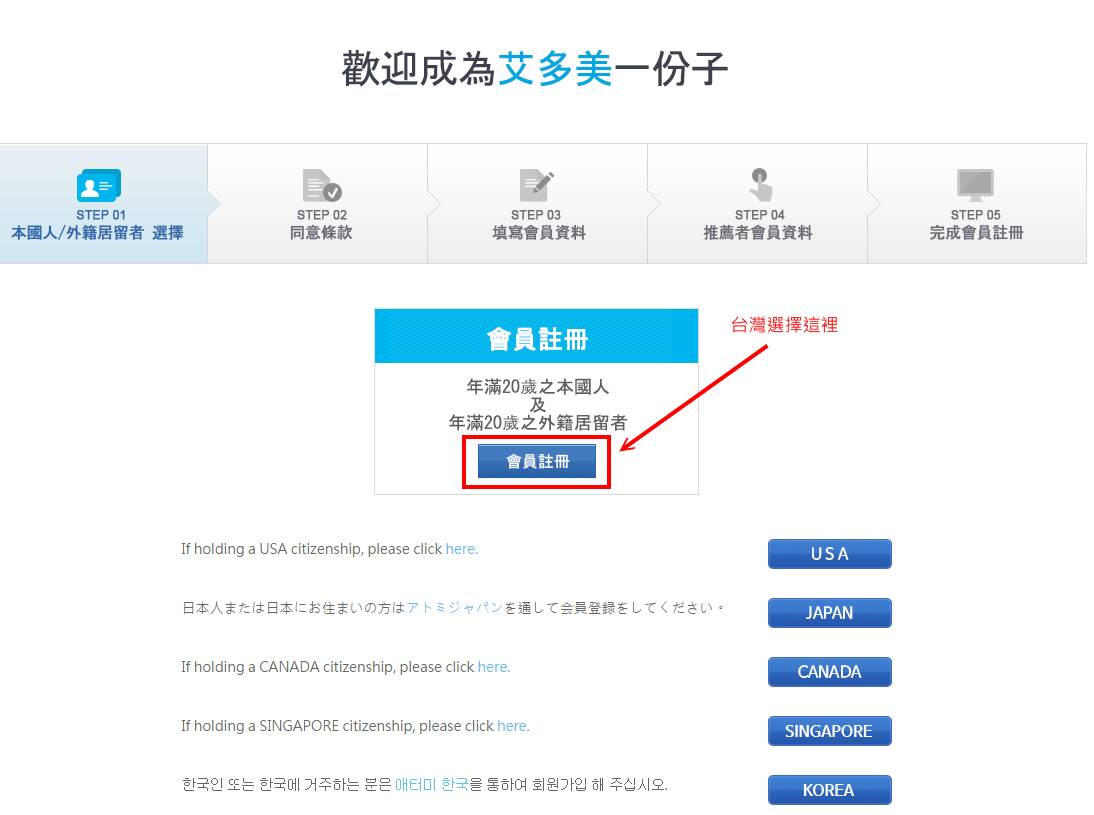 歡迎成為艾多美一份子
STEP 01
本國人/外籍居留者 選擇
STEP 02
同意條款
STEP 03
填寫會員資料
STEP 04
推薦者會員資料
STEP 05
完成會員註冊
會員註冊
台灣選擇這裡
年滿20歲之本國人
及
年滿20歲之外籍居留者
會員註冊
If holding a USA citizenship, please click here.
USA
日本人または日本にお住まいの方はアトミジャパンを通して会員登録をしてください。
JAPAN
If holding a CANADA citizenship, please click here.
CANADA
If holding a SINGAPORE citizenship, please click here.
SINGAPORE
한국인 또는 한국에 거주하는 분은 애터미 한국을 통하여 회원가입 해 주십시오.
KOREA